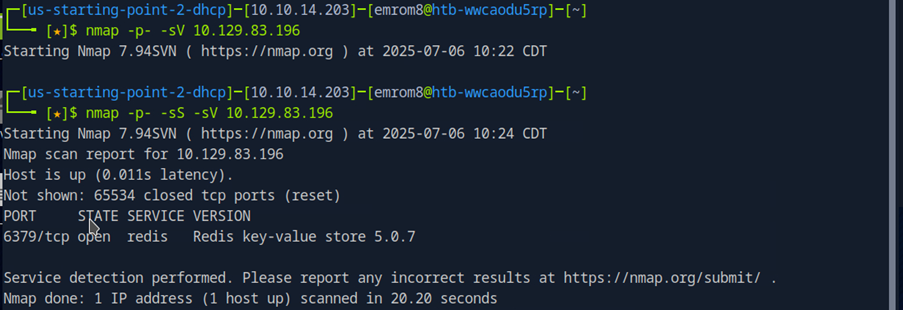 ┌─[us-starting-point-2-dhcp]─[10.10.14.203]─[emrom8@htb-wwcaodu5rp]─[~]
└──╼ [★]$ nmap -p- -sV 10.129.83.196
Starting Nmap 7.94SVN ( https://nmap.org ) at 2025-07-06 10:22 CDT
┌─[us-starting-point-2-dhcp]─[10.10.14.203]─[emrom8@htb-wwcaodu5rp]─[~]
└──╼ [★]$ nmap -p- -sS -sV 10.129.83.196
Starting Nmap 7.94SVN ( https://nmap.org ) at 2025-07-06 10:24 CDT
Nmap scan report for 10.129.83.196
Host is up (0.011s latency).
Not shown: 65534 closed tcp ports (reset)
PORT     STATE SERVICE VERSION
6379/tcp open  redis   Redis key-value store 5.0.7
Service detection performed. Please report any incorrect results at https://nmap.org/submit/ .
Nmap done: 1 IP address (1 host up) scanned in 20.20 seconds